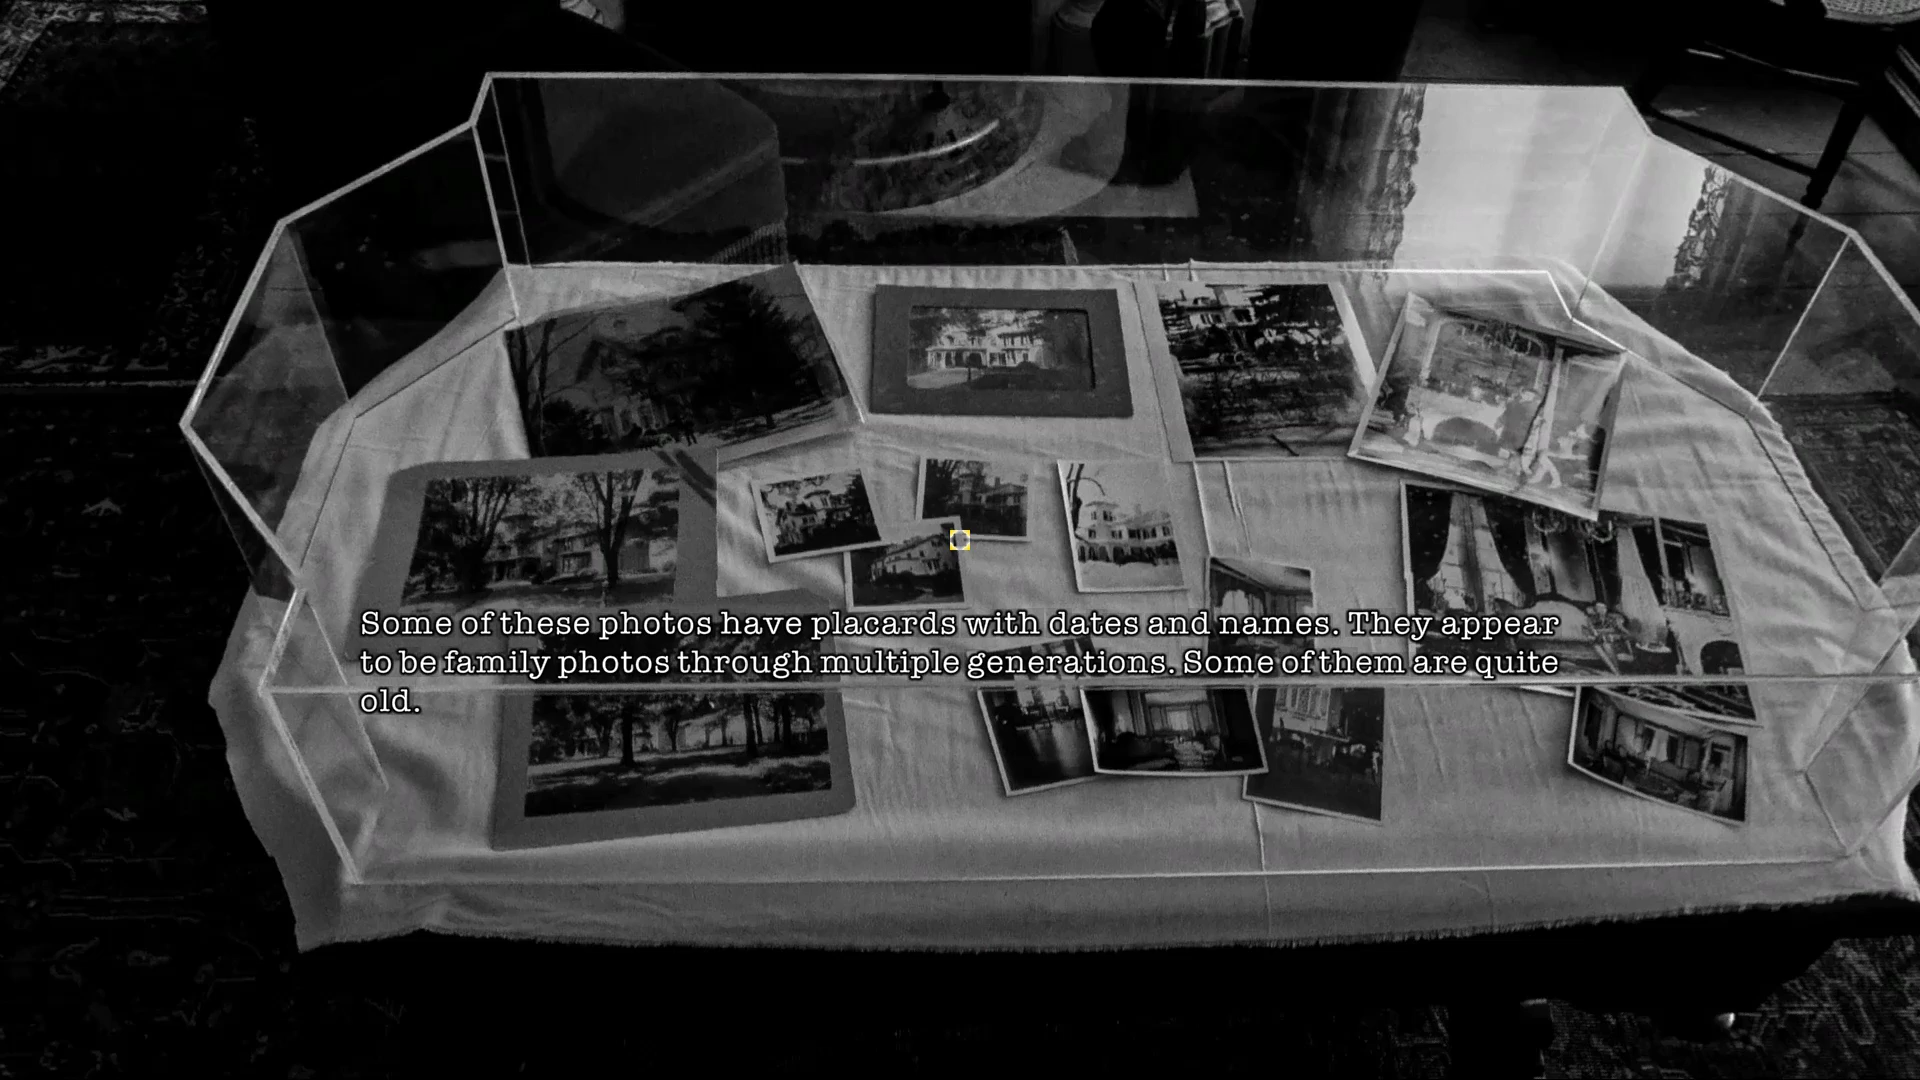 Some of these photos have placards with dates and names. They appear
to be family photos through multiple generations. Some of them are quite
old.